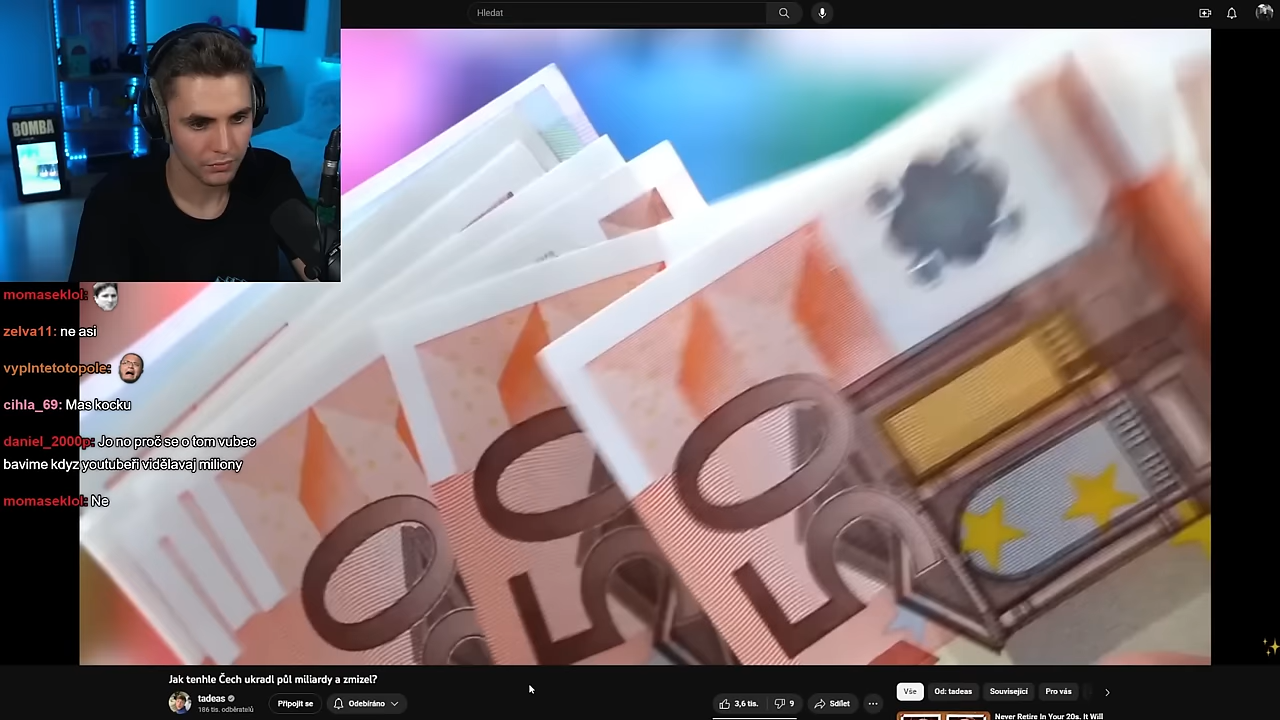 Hledat
BOMBA
momaseklol:
zelva11: ne asi
vyplntetotopole:
cihla_69: Mas kocku
daniel_2000p: Jo no proč se o tom vubec
bavime kdyz youtubeři vidělavaj miliony
momaseklol: Ne
50
50
50
Jak tenhle Čech ukradl půl miliardy a zmizel?
tadeas
186 tis. odběratelů
Připojit se
Odebíráno
3,6 tis.
9
Sdílet
Vše
Od: tadeas
Související
Pro vás
Never Retire In Your 20s. It Will